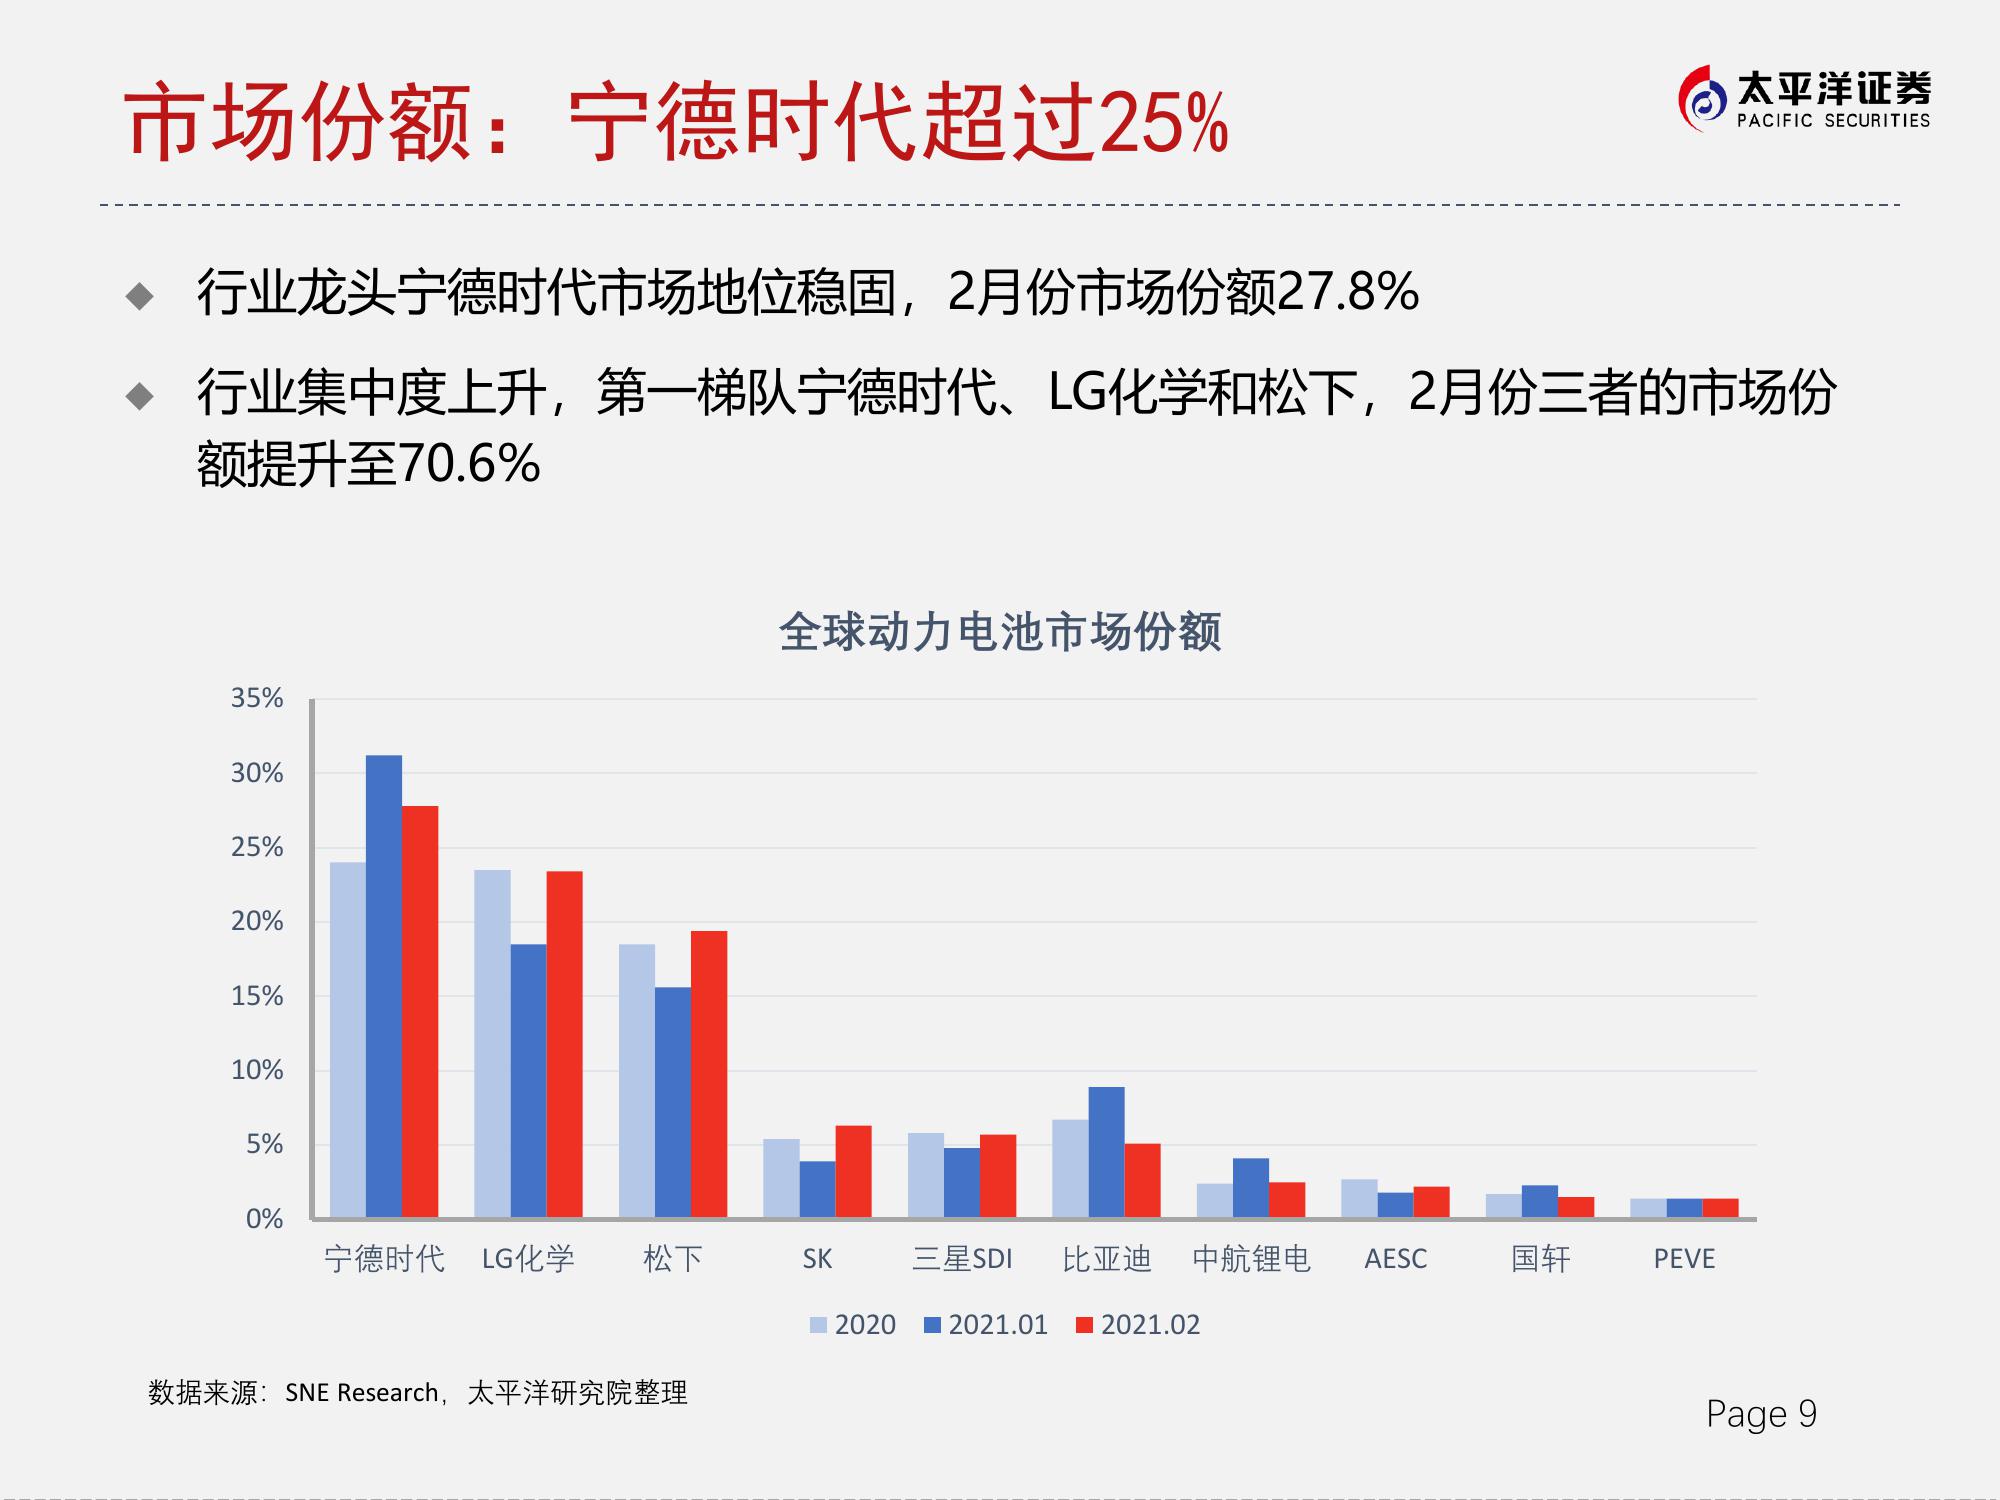 市场份额：宁德时代超过25%
太平洋证券
PACIFIC SECURITIES
◆ 行业龙头宁德时代市场地位稳固，2月份市场份额27.8%
◆ 行业集中度上升，第一梯队宁德时代、LG化学和松下，2月份三者的市场份
额提升至70.6%
全球动力电池市场份额
35%
30%
25%
20%
15%
10%
5%
0%
宁德时代 LG化学 松下 SK 三星SDI 比亚迪 中航锂电 AESC 国轩 PEVE
2020 2021.01 2021.02
数据来源：SNE Research，太平洋研究院整理
Page 9